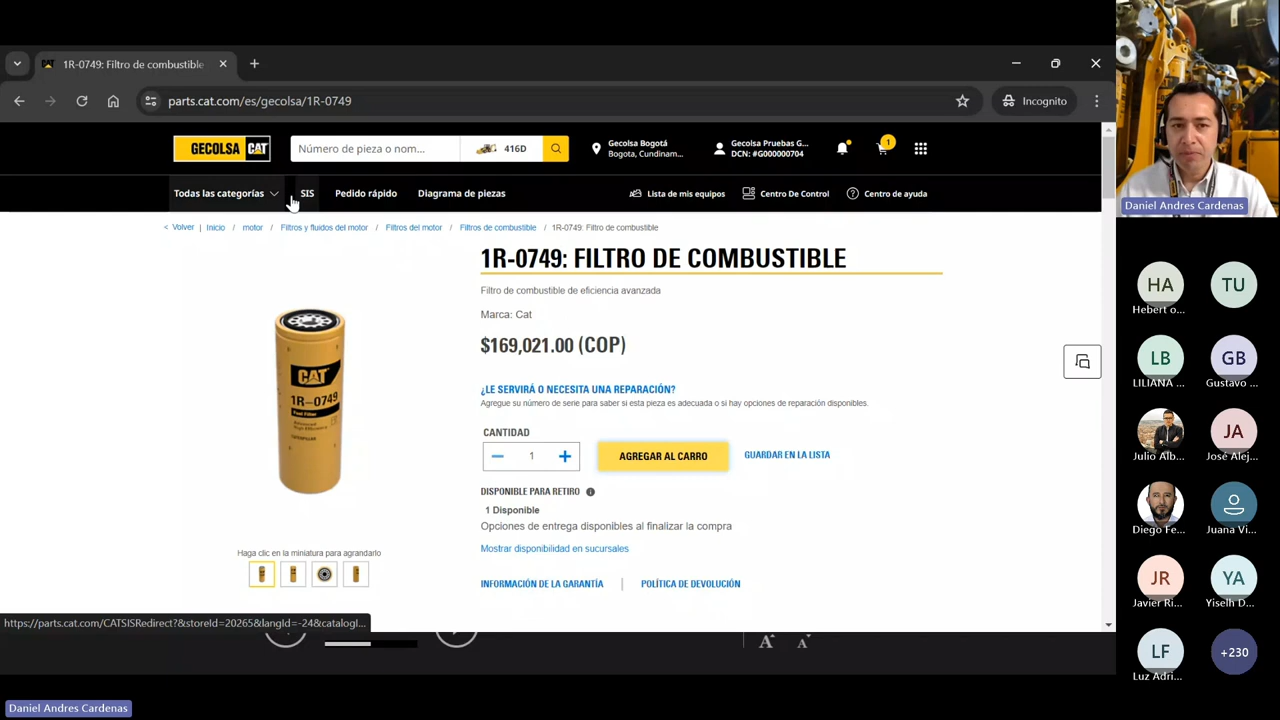 1R-0749: Filtro de combustible
parts.cat.com/es/gecolsa/1R-0749
Incognito
GECOLSA CAT
Número de pieza o nom...
416D
Gecolsa Bogotá
Bogota, Cundinam...
Gecolsa Pruebas G...
DCN: #G000000704
1
Todas las categorías
SIS
Pedido rápido
Diagrama de piezas
Lista de mis equipos
Centro De Control
Centro de ayuda
< Volver | Inicio / motor / Filtros y fluidos del motor / Filtros del motor / Filtros de combustible / 1R-0749: Filtro de combustible
1R-0749: FILTRO DE COMBUSTIBLE
Filtro de combustible de eficiencia avanzada
Marca: Cat
$169,021.00 (COP)
¿LE SERVIRÁ O NECESITA UNA REPARACIÓN?
Agregue su número de serie para saber si esta pieza es adecuada o si hay opciones de reparación disponibles.
CANTIDAD
1
AGREGAR AL CARRO
GUARDAR EN LA LISTA
DISPONIBLE PARA RETIRO
1 Disponible
Opciones de entrega disponibles al finalizar la compra
Mostrar disponibilidad en sucursales
INFORMACIÓN DE LA GARANTÍA | POLÍTICA DE DEVOLUCIÓN
CAT
1R-0749
Fuel Filter
Haga clic en la miniatura para agrandarlo
https://parts.cat.com/CATSISRedirect?&storeId=20265&langId=-24&catalogI...
A A
Daniel Andres Cardenas
Daniel Andres Cardenas
HA
Hebert o...
TU
LB
LILIANA ...
GB
Gustavo ...
Julio Alb...
JA
José Alej...
Diego Fe...
Juana Vi...
JR
Javier Ri...
YA
Yiselh D...
LF
Luz Adri...
+230